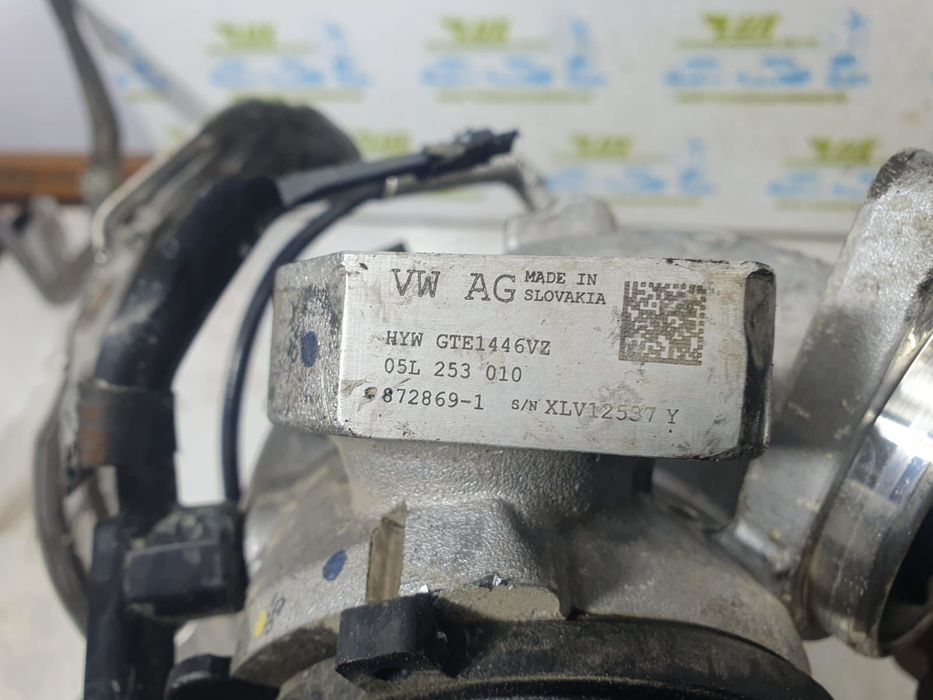 VW AG MADE IN SLOVAKIA
HYW GTE1446VZ
05L 253 010
872869-1 S/N XLV12537 Y